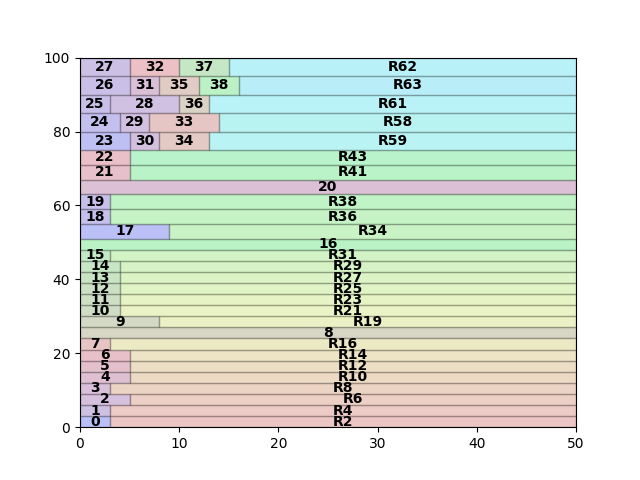 100
27 32 37 R62
26 31 35 38 R63
25 28 36 R61
24 29 33 R58
80
23 30 34 R59
22 R43
21 R41
20
60
19 R38
18 R36
17 R34
16
15 R31
14 R29
40
13 R27
12 R25
11 R23
10 R21
9 R19
8
7 R16
20
6 R14
5 R12
4 R10
3 R8
2 R6
1 R4
0 R2
0
0 10 20 30 40 50